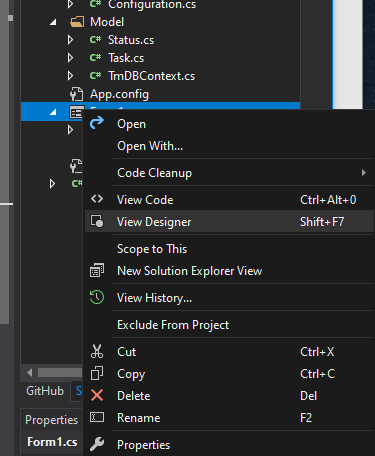 Configuration.cs
Model
C# Status.cs
C# Task.cs
C# TmDBContext.cs
App.config
Open
Open With...
Code Cleanup
View Code Ctrl+Alt+0
View Designer Shift+F7
Scope to This
New Solution Explorer View
View History...
Exclude From Project
Cut Ctrl+X
Copy Ctrl+C
Delete Del
Rename F2
Properties
GitHub
Properties
Form1.cs